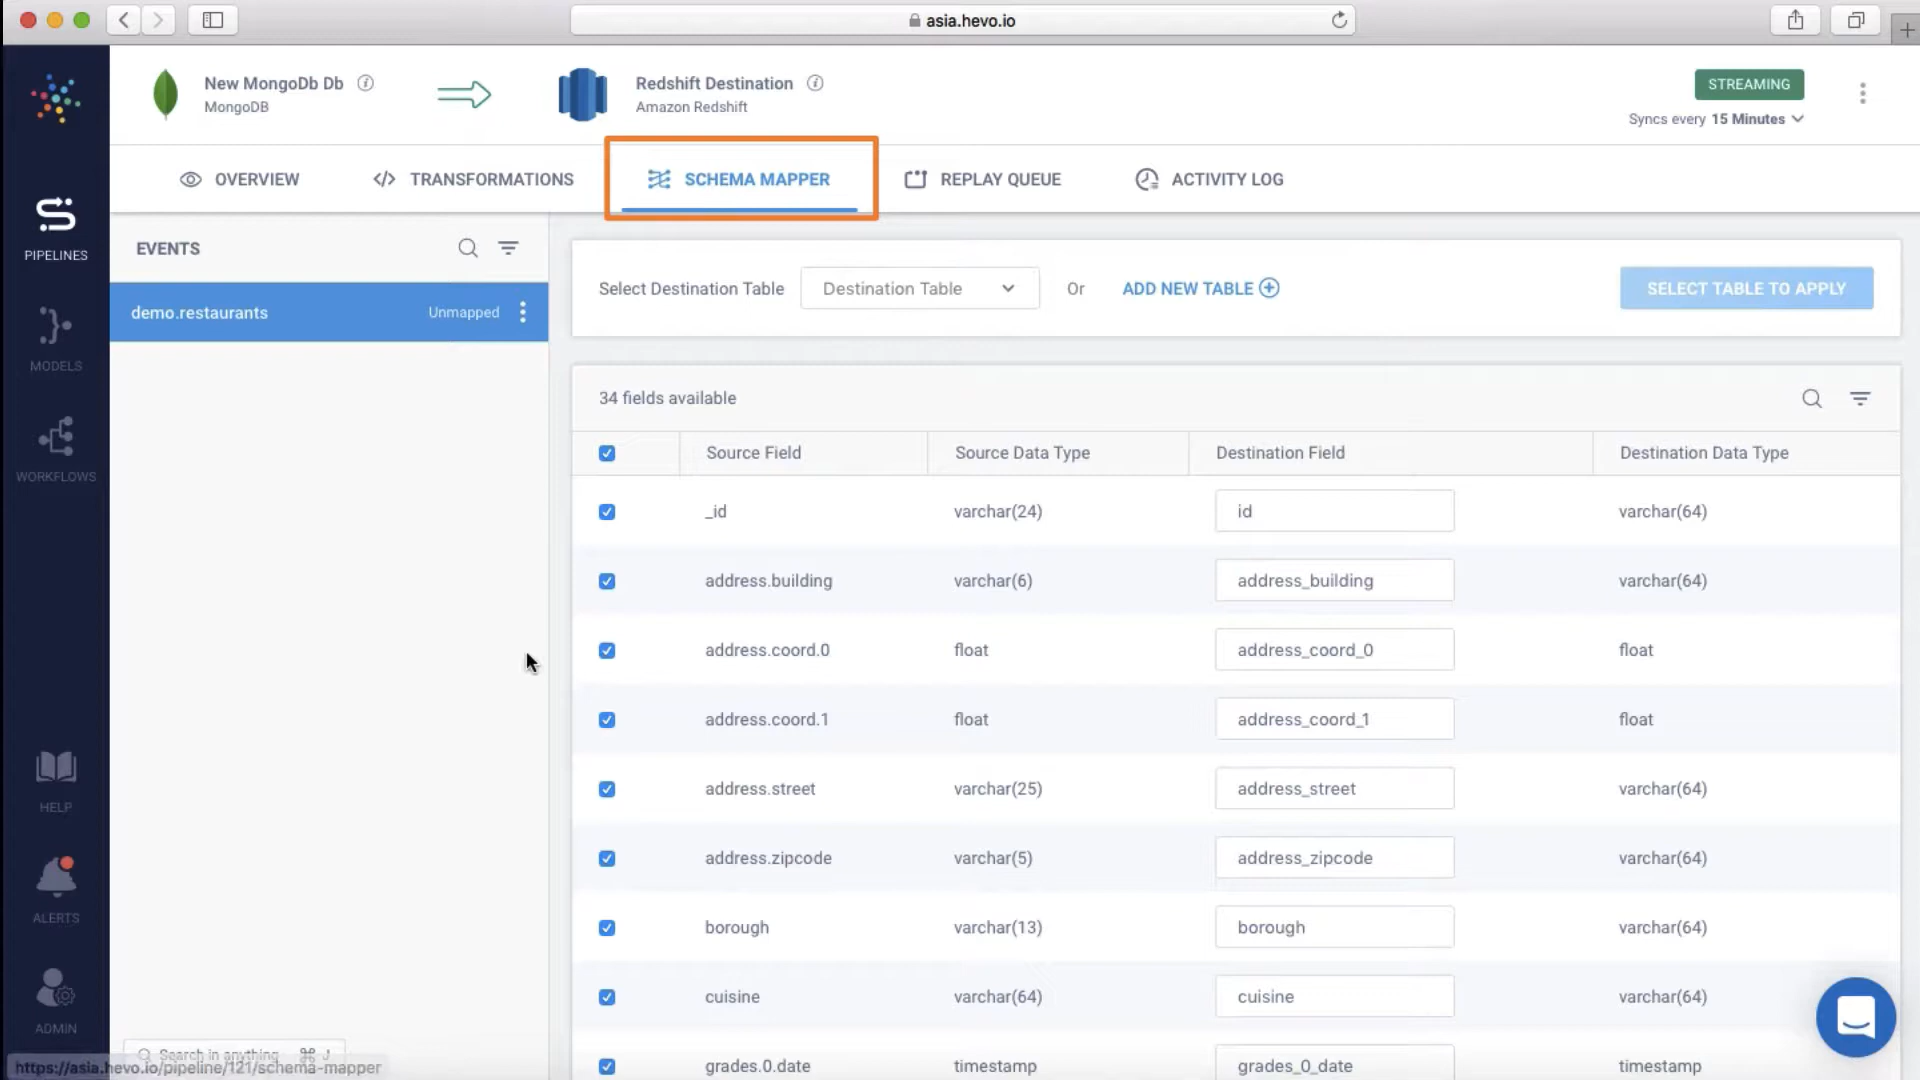 asia.hevo.io
New MongoDb Db
MongoDB
Redshift Destination
Amazon Redshift
STREAMING
Syncs every 15 Minutes
OVERVIEW
TRANSFORMATIONS
SCHEMA MAPPER
REPLAY QUEUE
ACTIVITY LOG
PIPELINES
MODELS
WORKFLOWS
HELP
ALERTS
ADMIN
EVENTS
demo.restaurants Unmapped
Select Destination Table Destination Table Or ADD NEW TABLE SELECT TABLE TO APPLY
34 fields available
Source Field Source Data Type Destination Field Destination Data Type
_id varchar(24) id varchar(64)
address.building varchar(6) address_building varchar(64)
address.coord.0 float address_coord_0 float
address.coord.1 float address_coord_1 float
address.street varchar(25) address_street varchar(64)
address.zipcode varchar(5) address_zipcode varchar(64)
borough varchar(13) borough varchar(64)
cuisine varchar(64) cuisine varchar(64)
grades.0.date timestamp grades_0_date timestamp
Search in anything ⌘ J
https://asia.hevo.io/pipeline/121/schema-mapper